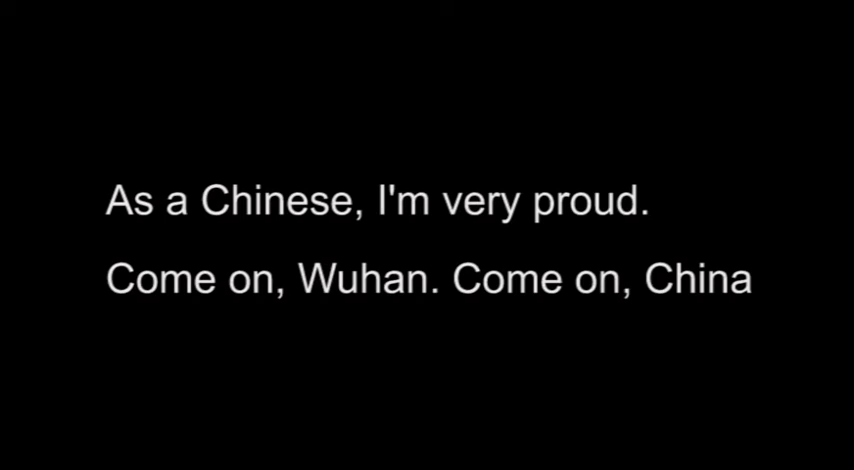 As a Chinese, I'm very proud.
Come on, Wuhan. Come on, China